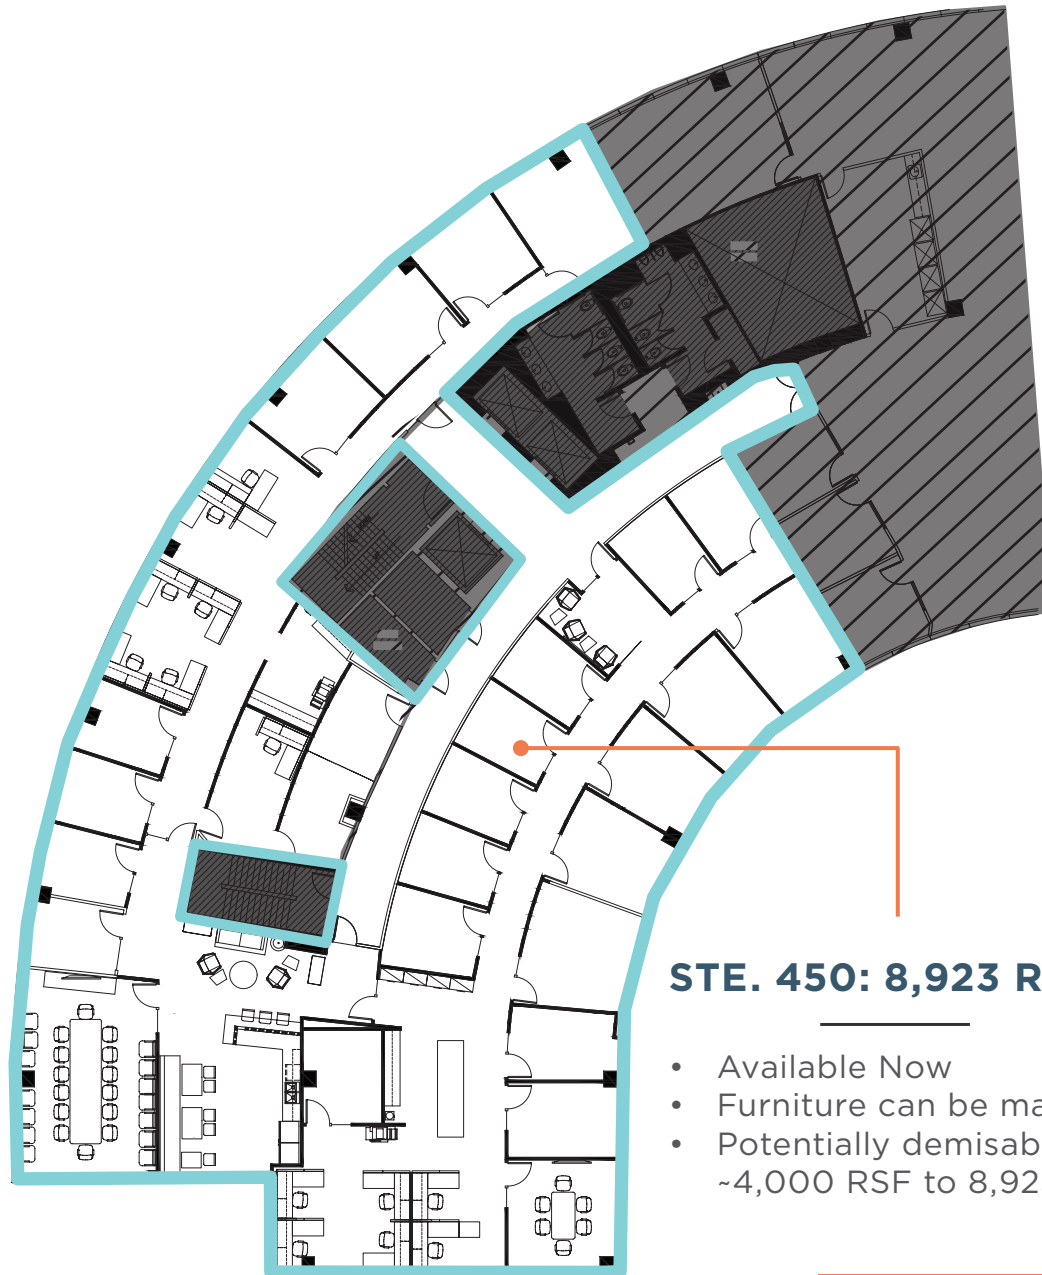 STE. 450: 8,923 R
• Available Now
• Furniture can be ma
• Potentially demisab
~4,000 RSF to 8,92